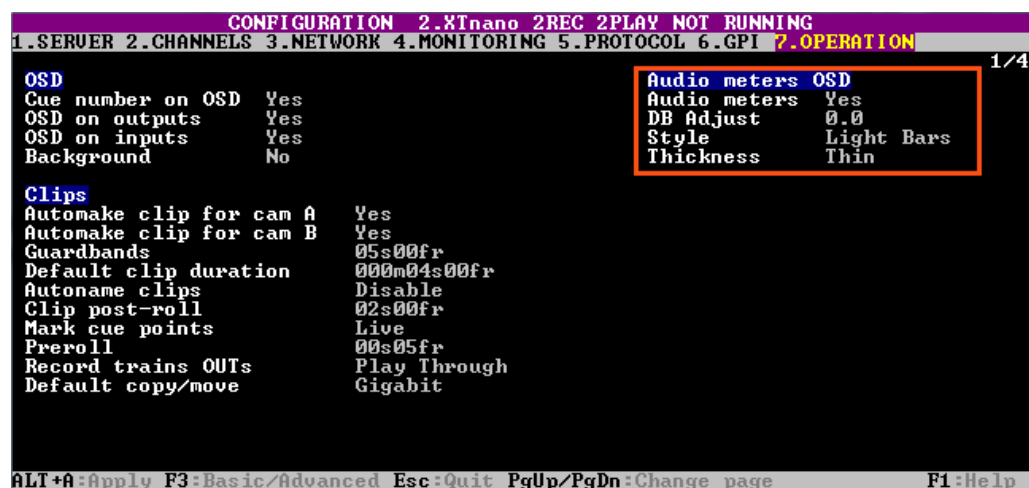 CONFIGURATION 2.XTnano 2REC 2PLAY NOT RUNNING
1.SERVER 2.CHANNELS 3.NETWORK 4.MONITORING 5.PROTOCOL 6.GPI 7.OPERATION
1/4
OSD
Cue number on OSD Yes
OSD on outputs Yes
OSD on inputs Yes
Background No
Audio meters OSD
Audio meters Yes
DB Adjust 0.0
Style Light Bars
Thickness Thin
Clips
Automake clip for cam A Yes
Automake clip for cam B Yes
Guardbands 05s00fr
Default clip duration 000m04s00fr
Autoname clips Disable
Clip post-roll 02s00fr
Mark cue points Live
Preroll 00s05fr
Record trains OUTs Play Through
Default copy/move Gigabit
ALT+A:Apply F3:Basic/Advanced Esc:Quit PgUp/PgDn:Change page F1:Help